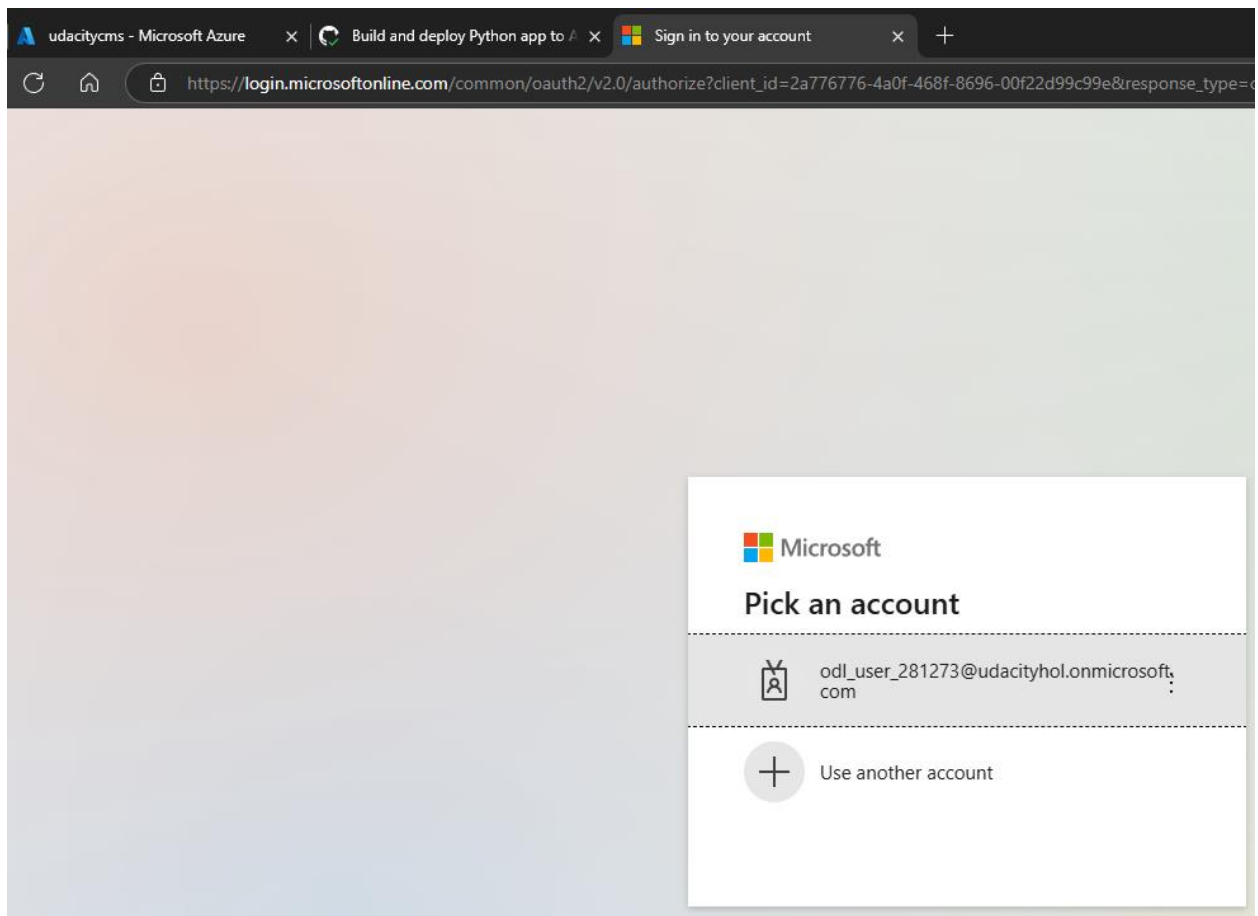 udacitycms - Microsoft Azure
Build and deploy Python app to A
Sign in to your account
https://login.microsoftonline.com/common/oauth2/v2.0/authorize?client_id=2a776776-4a0f-468f-8696-00f22d99c99e&response_type=c
Microsoft
Pick an account
odl_user_281273@udacityhol.onmicrosoft.
com
Use another account